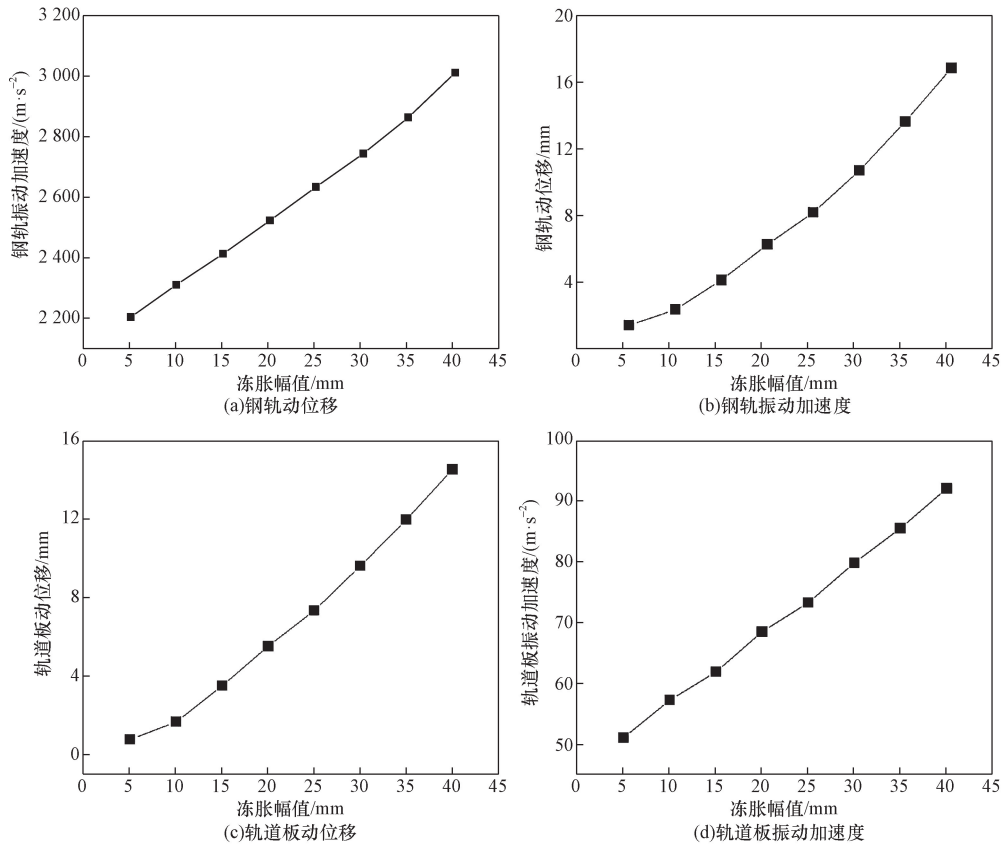 3 200
3 000
2 800
2 600
2 400
2 200
钢轨振动加速度/(m·s⁻²)
0 5 10 15 20 25 30 35 40 45
冻胀幅值/mm
(a)钢轨动位移
20
16
12
8
4
钢轨动位移/mm
0 5 10 15 20 25 30 35 40 45
冻胀幅值/mm
(b)钢轨振动加速度
16
12
8
4
0
轨道板动位移/mm
0 5 10 15 20 25 30 35 40 45
冻胀幅值/mm
(c)轨道板动位移
100
90
80
70
60
50
轨道板振动加速度/(m·s⁻²)
0 5 10 15 20 25 30 35 40 45
冻胀幅值/mm
(d)轨道板振动加速度